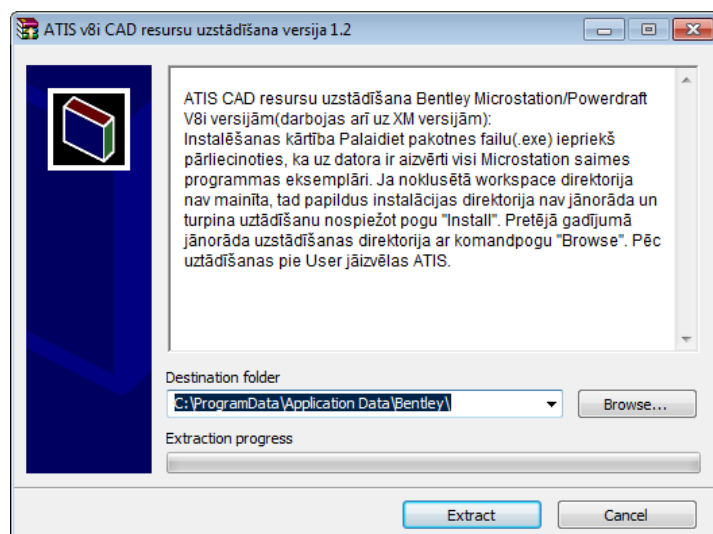 ATIS v8i CAD resursu uzstādīšana versija 1.2
ATIS CAD resursu uzstādīšana Bentley Microstation/Powerdraft
V8i versijām(darbojas arī uz XM versijām):
Instalēšanas kārtība Palaidiet pakotnes failu(.exe) iepriekš
pārliecinoties, ka uz datora ir aizvērti visi Microstation saimes
programmas eksemplāri. Ja noklusētā workspace direktorija
nav mainīta, tad papildus instalācijas direktorija nav jānorāda un
turpina uztādīšanu nospiežot pogu "Install". Pretējā gadījumā
jānorāda uzstādīšanas direktorija ar komandpogu "Browse". Pēc
uztādīšanas pie User jāizvēlas ATIS.
Destination folder
C:\ProgramData\Application Data\Bentley\
Browse...
Extraction progress
Extract
Cancel